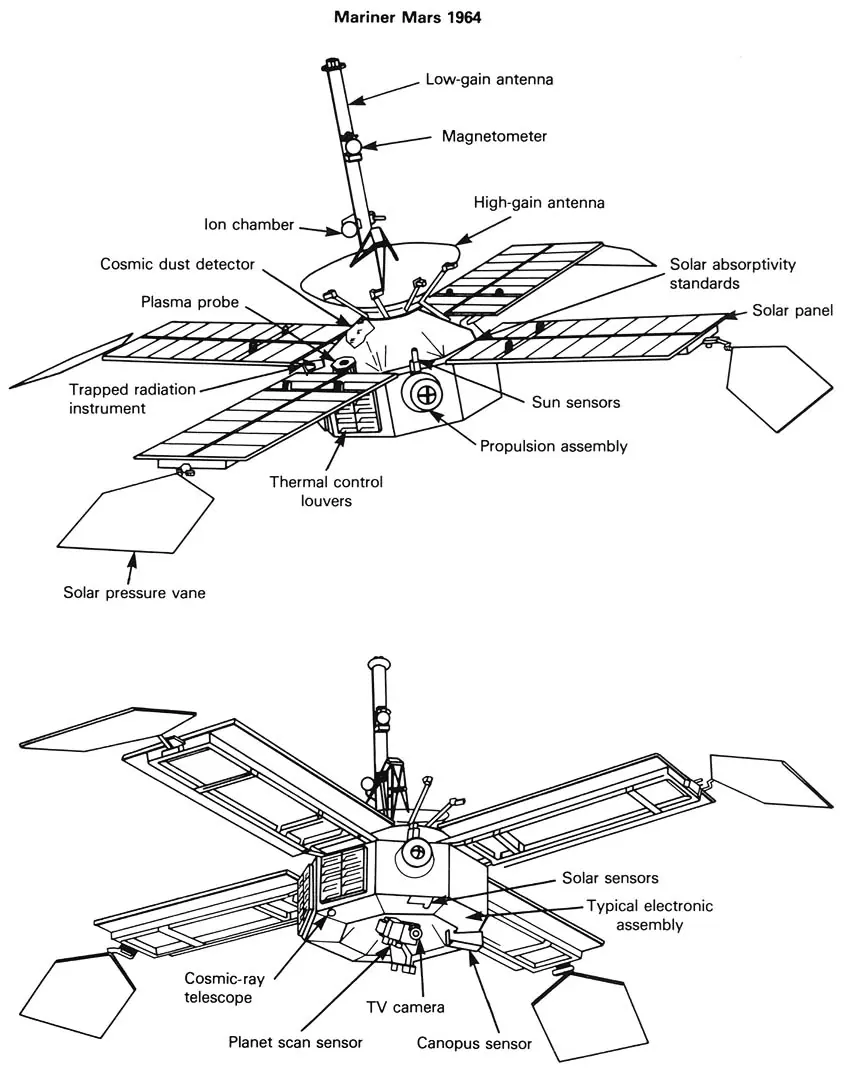 Mariner Mars 1964
Low-gain antenna
Magnetometer
High-gain antenna
Ion chamber
Cosmic dust detector
Solar absorptivity
standards
Plasma probe
Solar panel
Trapped radiation
instrument
Sun sensors
Propulsion assembly
Thermal control
louvers
Solar pressure vane
Solar sensors
Typical electronic
assembly
Cosmic-ray
telescope
TV camera
Planet scan sensor
Canopus sensor